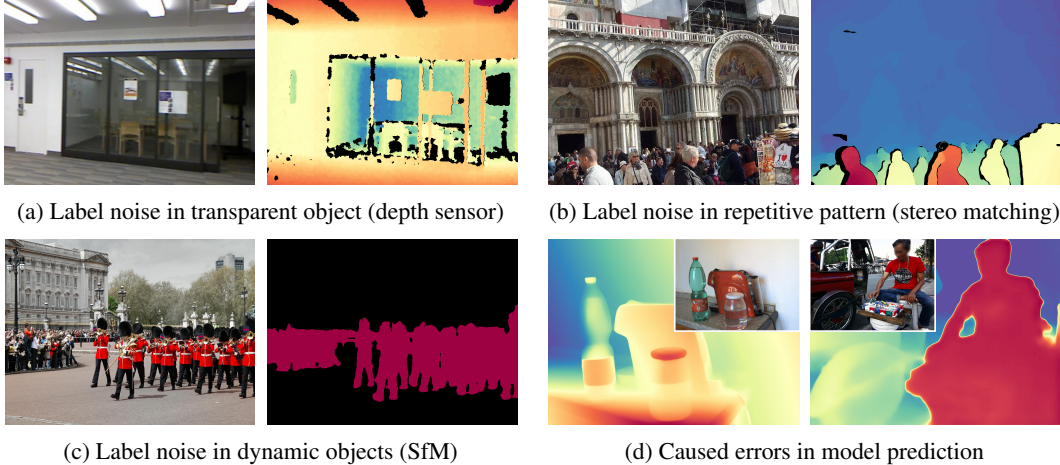 (a) Label noise in transparent object (depth sensor)
(b) Label noise in repetitive pattern (stereo matching)
(c) Label noise in dynamic objects (SfM)
(d) Caused errors in model prediction